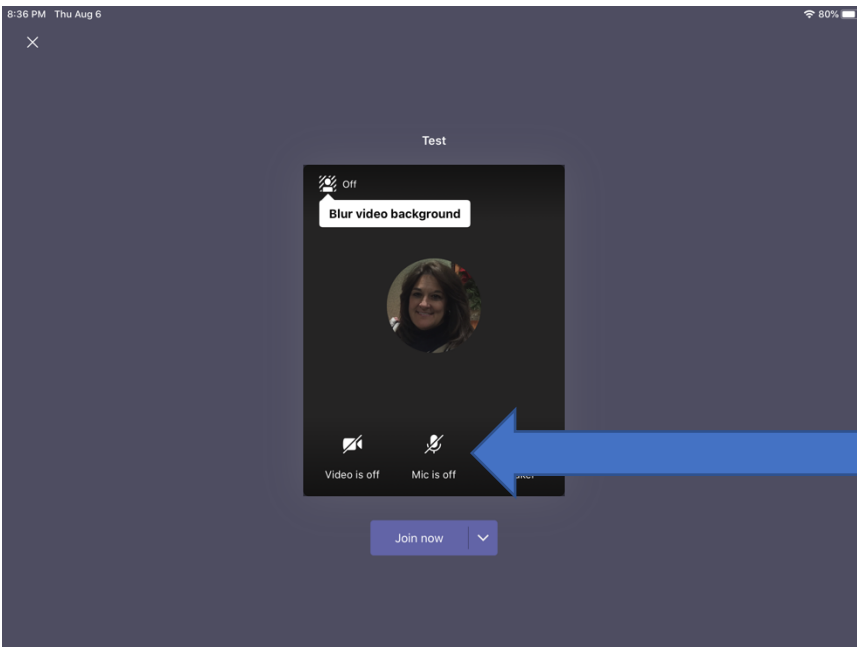 8:36 PM Thu Aug 6
80%
Test
Off
Blur video background
Video is off
Mic is off
Join now